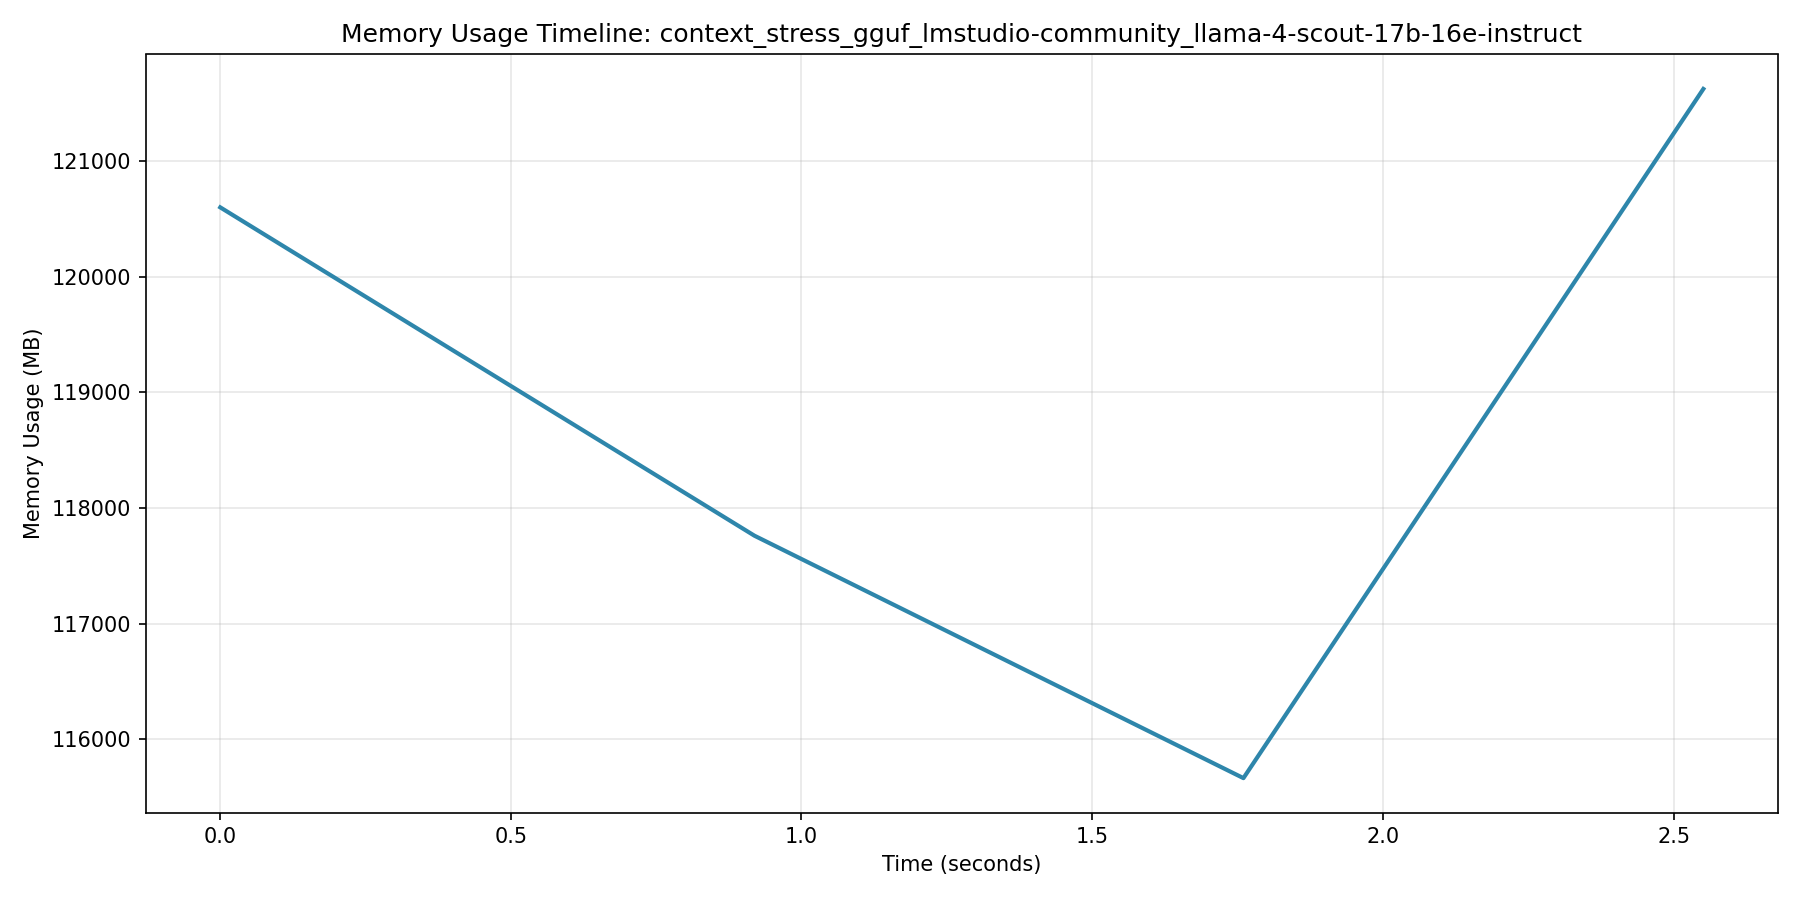 Memory Usage Timeline: context_stress_gguf_lmstudio-community_llama-4-scout-17b-16e-instruct
Memory Usage (MB)
121000
120000
119000
118000
117000
116000
0.0 0.5 1.0 1.5 2.0 2.5
Time (seconds)